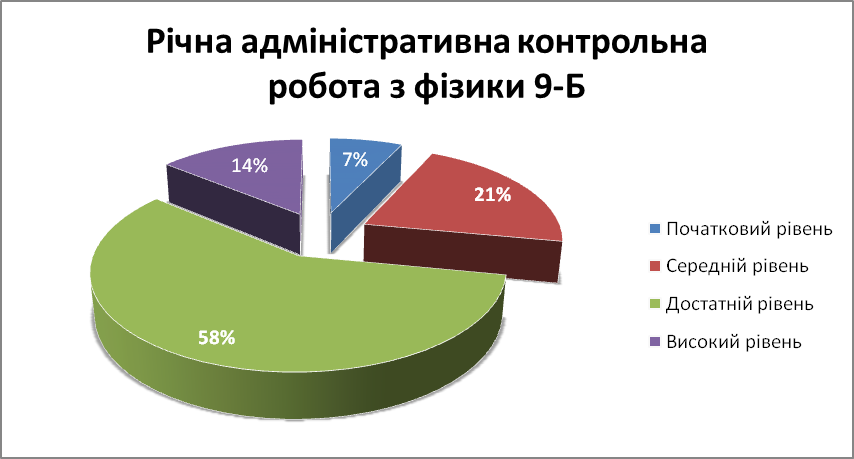 Річна адміністративна контрольна
робота з фізики 9-Б
14%
7%
21%
58%
Початковий рівень
Середній рівень
Достатній рівень
Високий рівень